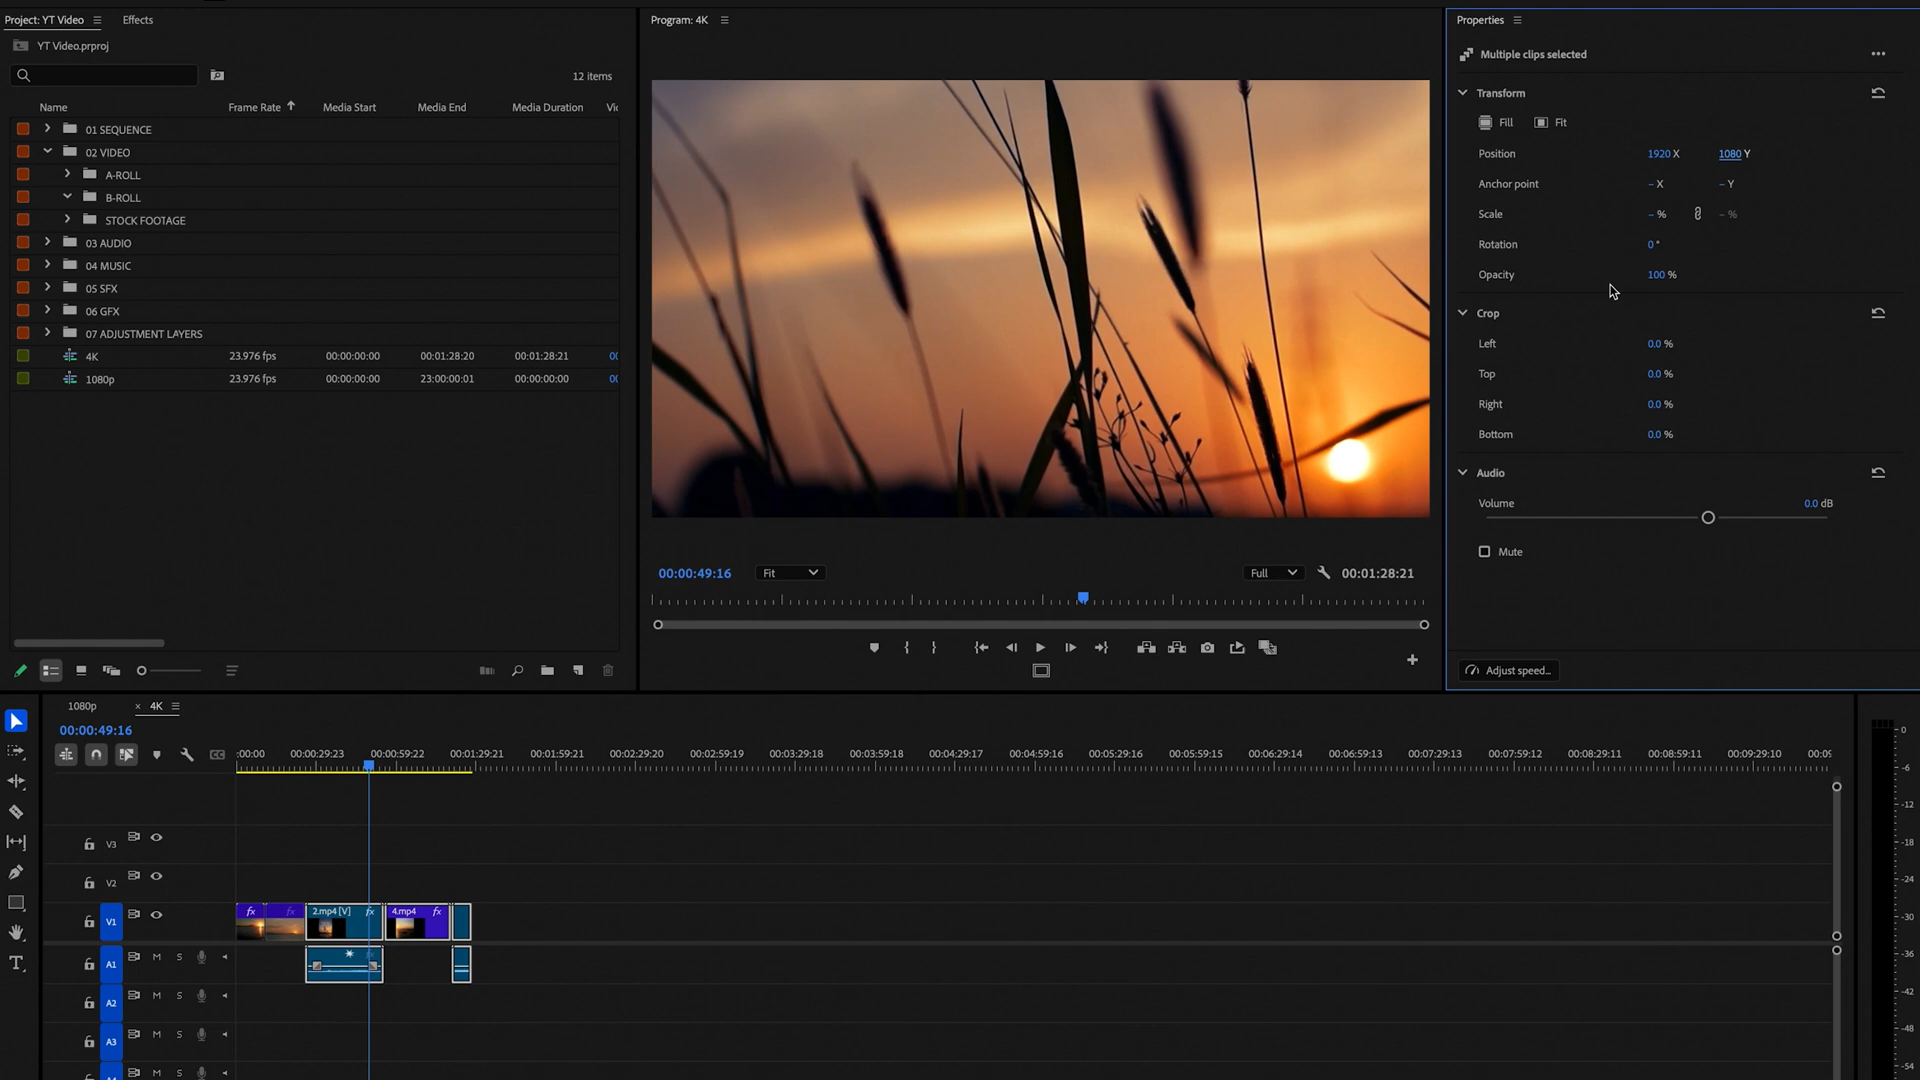 Project: YT Video
Effects
YT Video.prproj
12 items
Name Frame Rate Media Start Media End Media Duration Vic
01 SEQUENCE
02 VIDEO
A-ROLL
B-ROLL
STOCK FOOTAGE
03 AUDIO
04 MUSIC
05 SFX
06 GFX
07 ADJUSTMENT LAYERS
4K 23.976 fps 00:00:00:00 00:01:28:20 00:01:28:21 00
1080p 23.976 fps 00:00:00:00 23:00:00:01 00:00:00:00 00
Program: 4K
00:00:49:16 Fit Full 00:01:28:21
Properties
Multiple clips selected
Transform
Fill Fit
Position 1920 X 1080 Y
Anchor point – X – Y
Scale – % – %
Rotation 0 °
Opacity 100 %
Crop
Left 0.0 %
Top 0.0 %
Right 0.0 %
Bottom 0.0 %
Audio
Volume 0.0 dB
Mute
Adjust speed...
1080p × 4K
00:00:49:16
CC :00:00 00:00:29:23 00:00:59:22 00:01:29:21 00:01:59:21 00:02:29:20 00:02:59:19 00:03:29:18 00:03:59:18 00:04:29:17 00:04:59:16 00:05:29:16 00:05:59:15 00:06:29:14 00:06:59:13 00:07:29:13 00:07:59:12 00:08:29:11 00:08:59:11 00:09:29:10 00:09
V3
V2
V1 fx fx 2.mp4 [V] fx 4.mp4 fx
A1 M S fx
A2 M S
A3 M S
M S
T
0
-6
-12
-18
-24
-30
-36
-42
-48
-54